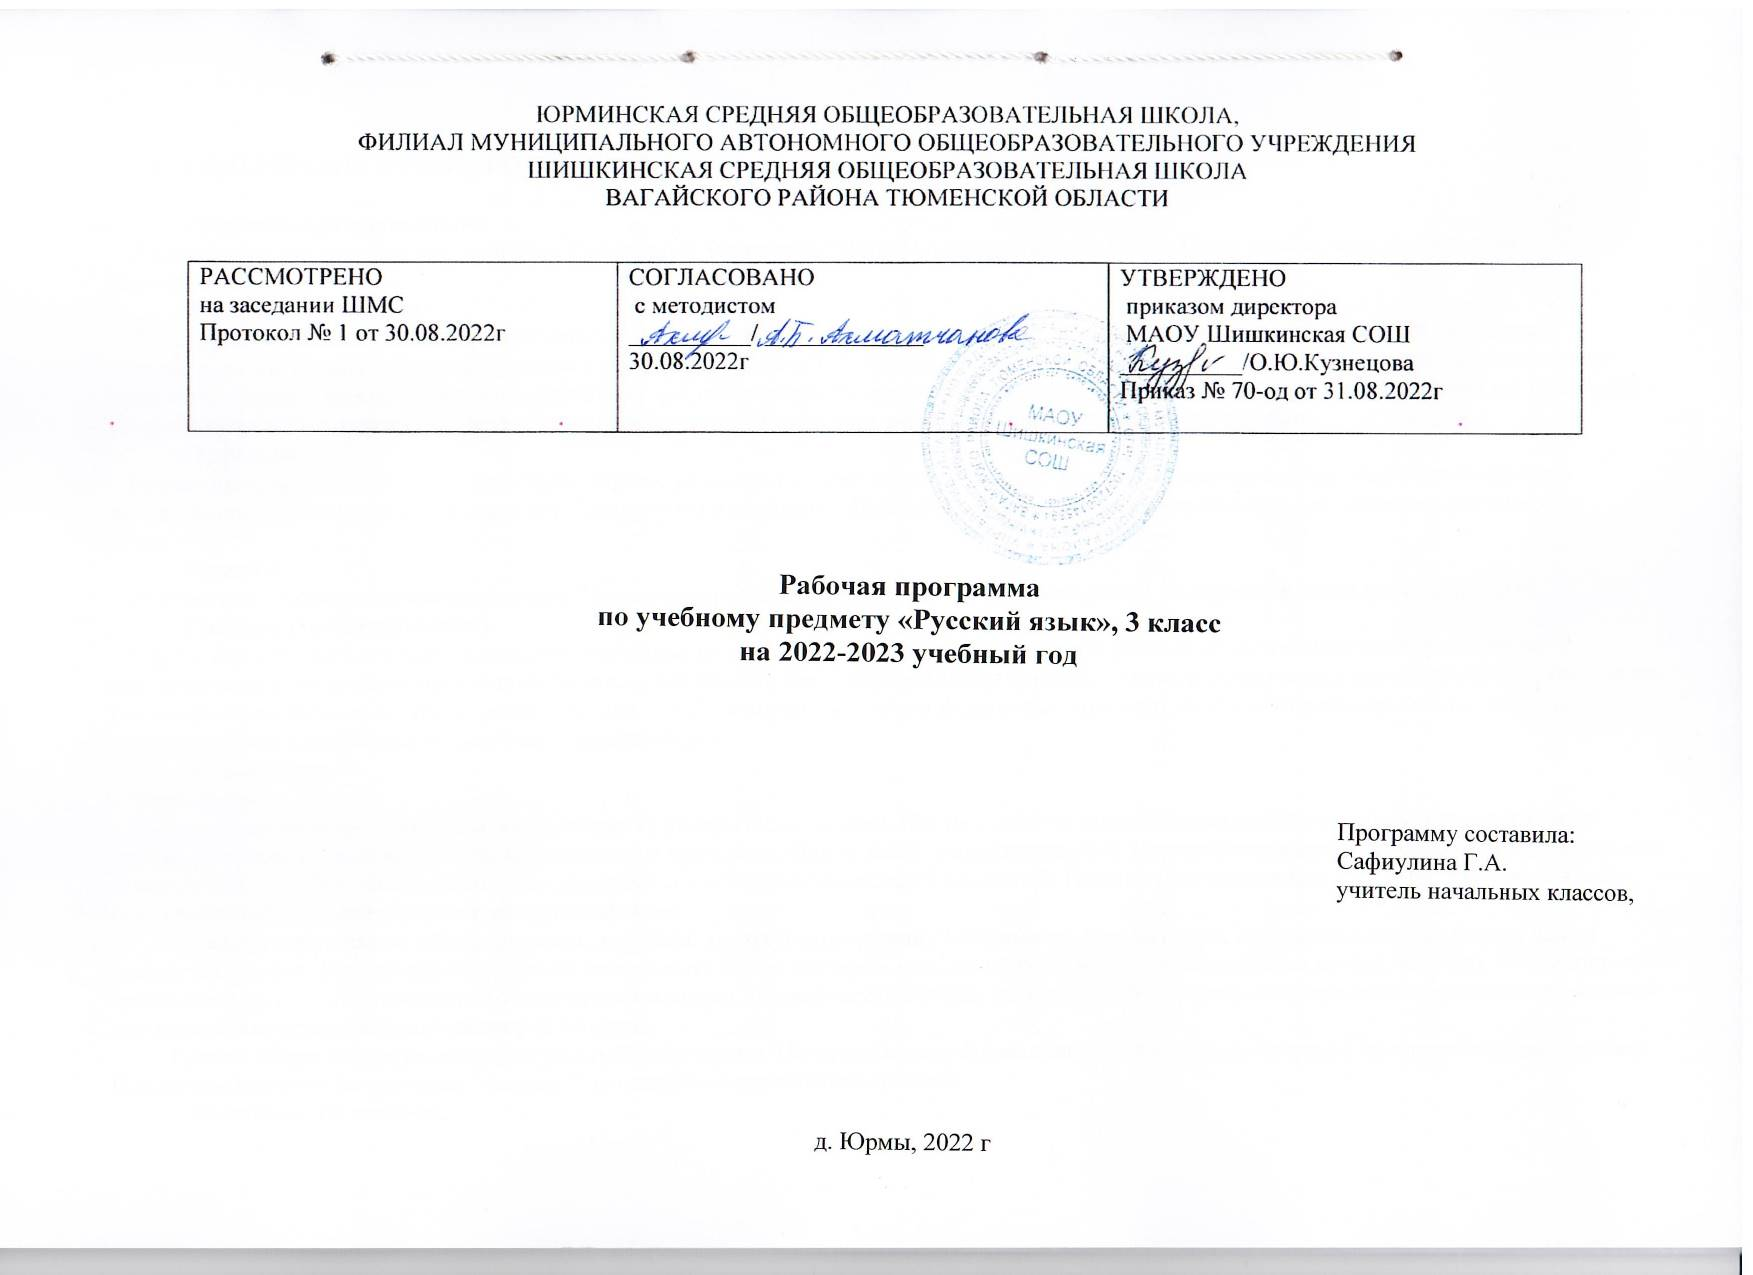 ЮРМИНСКАЯ СРЕДНЯЯ ОБЩЕОБРАЗОВАТЕЛЬНАЯ ШКОЛА,
ФИЛИАЛ МУНИЦИПАЛЬНОГО АВТОНОМНОГО ОБЩЕОБРАЗОВАТЕЛЬНОГО УЧРЕЖДЕНИЯ
ШИШКИНСКАЯ СРЕДНЯЯ ОБЩЕОБРАЗОВАТЕЛЬНАЯ ШКОЛА
ВАГАЙСКОГО РАЙОНА ТЮМЕНСКОЙ ОБЛАСТИ
РАССМОТРЕНО
на заседании ШМС
Протокол № 1 от 30.08.2022г
СОГЛАСОВАНО
с методистом
/А.Б. Ахматчанова
30.08.2022г
УТВЕРЖДЕНО
приказом директора
МАОУ Шишкинская СОШ
/О.Ю.Кузнецова
Приказ № 70-од от 31.08.2022г
МАОУ
Шишкинская
СОШ
Рабочая программа
по учебному предмету «Русский язык», 3 класс
на 2022-2023 учебный год
Программу составила:
Сафиулина Г.А.
учитель начальных классов,
д. Юрмы, 2022 г